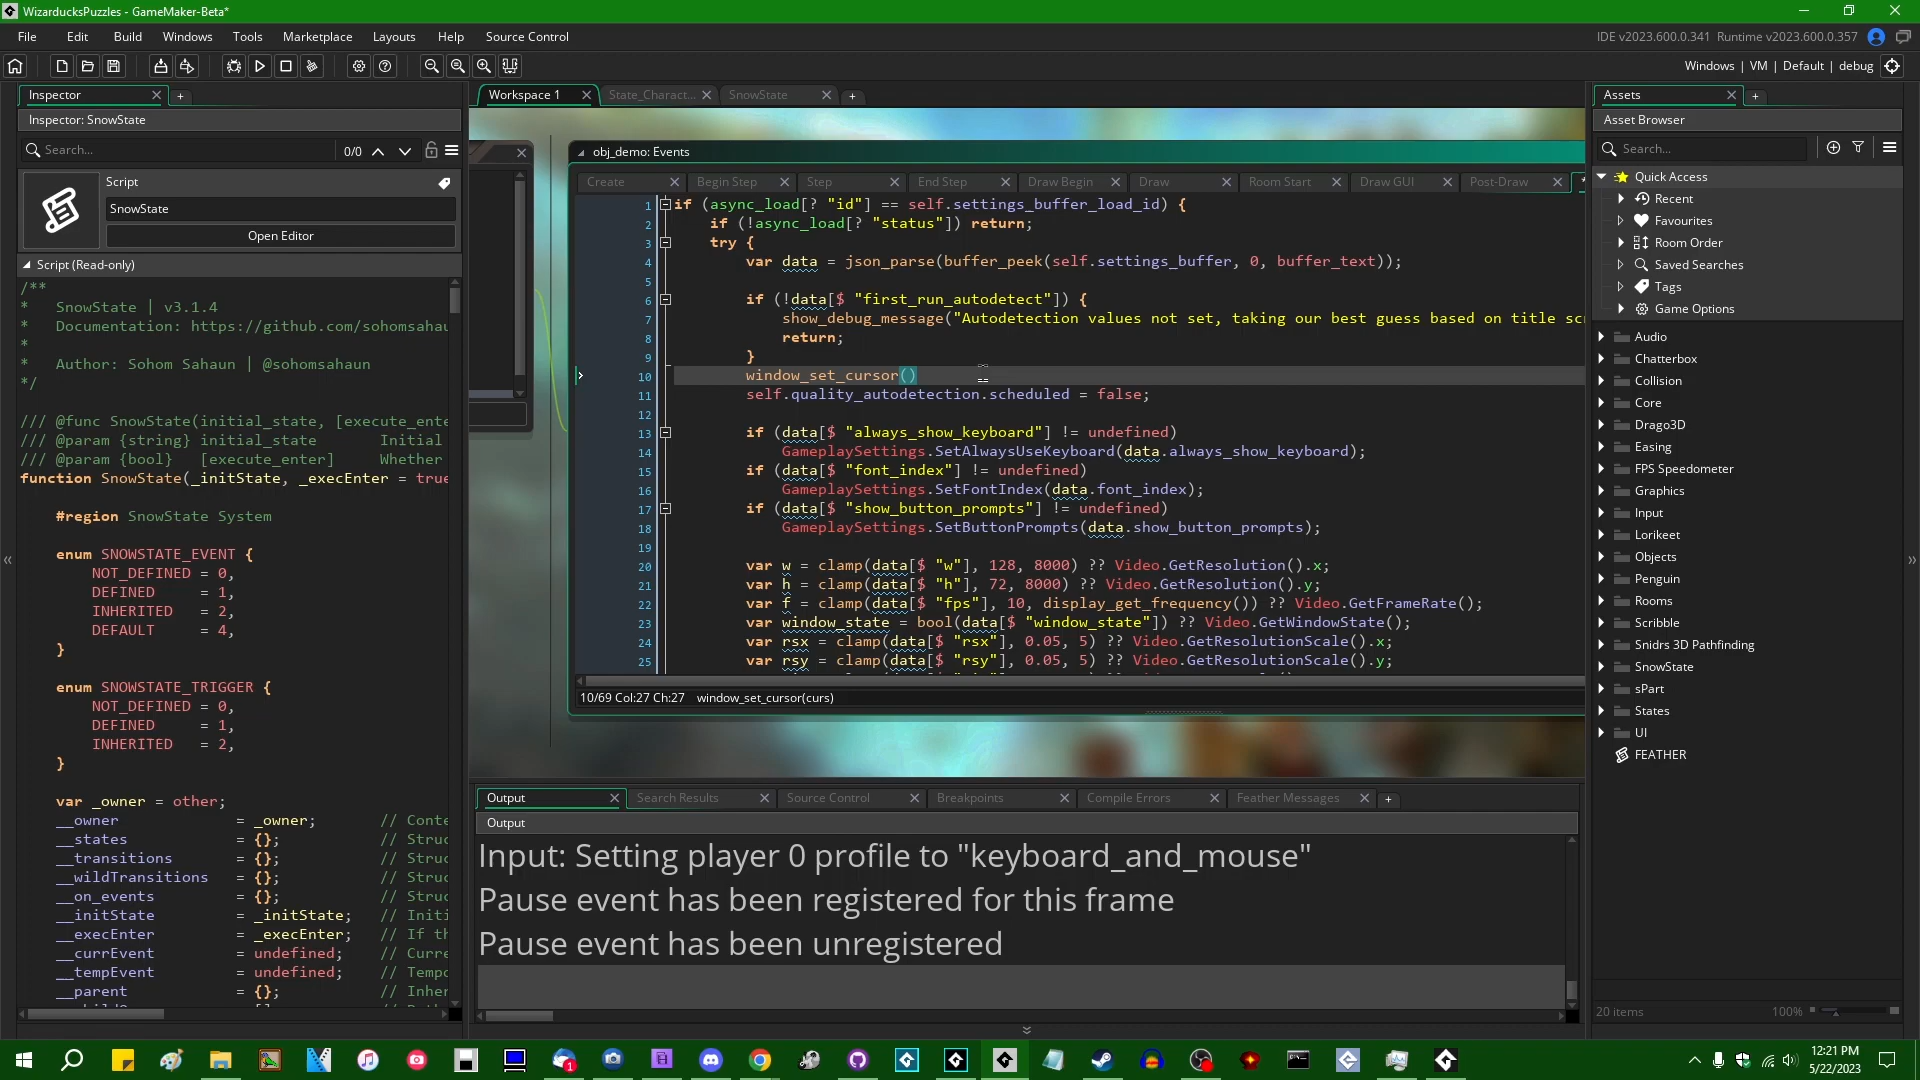 WizarducksPuzzles - GameMaker-Beta*
File Edit Build Windows Tools Marketplace Layouts Help Source Control
IDE v2023.600.0.341 Runtime v2023.600.0.357
Windows | VM | Default | debug
Inspector
Inspector: SnowState
Search...
0/0
Script
SnowState
Open Editor
Script (Read-only)
/**
* SnowState | v3.1.4
* Documentation: https://github.com/sohomsahau
*
* Author: Sohom Sahaun | @sohomsahaun
*/
/// @func SnowState(initial_state, [execute_ente
/// @param {string} initial_state Initial
/// @param {bool} [execute_enter] Whether
function SnowState(_initState, _execEnter = true
#region SnowState System
enum SNOWSTATE_EVENT {
NOT_DEFINED = 0,
DEFINED = 1,
INHERITED = 2,
DEFAULT = 4,
}
enum SNOWSTATE_TRIGGER {
NOT_DEFINED = 0,
DEFINED = 1,
INHERITED = 2,
}
var _owner = other;
__owner = _owner; // Conte
__states = {}; // Struc
__transitions = {}; // Struc
__wildTransitions = {}; // Struc
__on_events = {}; // Struc
__initState = _initState; // Initi
__execEnter = _execEnter; // If th
__currEvent = undefined; // Curre
__tempEvent = undefined; // Tempo
__parent = {}; // Inher
Workspace 1 State_Charact... SnowState
obj_demo: Events
Create Begin Step Step End Step Draw Begin Draw Room Start Draw GUI Post-Draw
1 if (async_load[? "id"] == self.settings_buffer_load_id) {
2 if (!async_load[? "status"]) return;
3 try {
4 var data = json_parse(buffer_peek(self.settings_buffer, 0, buffer_text));
5
6 if (!data[$ "first_run_autodetect"]) {
7 show_debug_message("Autodetection values not set, taking our best guess based on title scr
8 return;
9 }
10 window_set_cursor()
11 self.quality_autodetection.scheduled = false;
12
13 if (data[$ "always_show_keyboard"] != undefined)
14 GameplaySettings.SetAlwaysUseKeyboard(data.always_show_keyboard);
15 if (data[$ "font_index"] != undefined)
16 GameplaySettings.SetFontIndex(data.font_index);
17 if (data[$ "show_button_prompts"] != undefined)
18 GameplaySettings.SetButtonPrompts(data.show_button_prompts);
19
20 var w = clamp(data[$ "w"], 128, 8000) ?? Video.GetResolution().x;
21 var h = clamp(data[$ "h"], 72, 8000) ?? Video.GetResolution().y;
22 var f = clamp(data[$ "fps"], 10, display_get_frequency()) ?? Video.GetFrameRate();
23 var window_state = bool(data[$ "window_state"]) ?? Video.GetWindowState();
24 var rsx = clamp(data[$ "rsx"], 0.05, 5) ?? Video.GetResolutionScale().x;
25 var rsy = clamp(data[$ "rsy"], 0.05, 5) ?? Video.GetResolutionScale().y;
10/69 Col:27 Ch:27 window_set_cursor(curs)
Output Search Results Source Control Breakpoints Compile Errors Feather Messages
Output
Input: Setting player 0 profile to "keyboard_and_mouse"
Pause event has been registered for this frame
Pause event has been unregistered
Assets
Asset Browser
Search...
Quick Access
Recent
Favourites
Room Order
Saved Searches
Tags
Game Options
Audio
Chatterbox
Collision
Core
Drago3D
Easing
FPS Speedometer
Graphics
Input
Lorikeet
Objects
Penguin
Rooms
Scribble
Snidrs 3D Pathfinding
SnowState
sPart
States
UI
FEATHER
20 items
100%
12:21 PM
5/22/2023